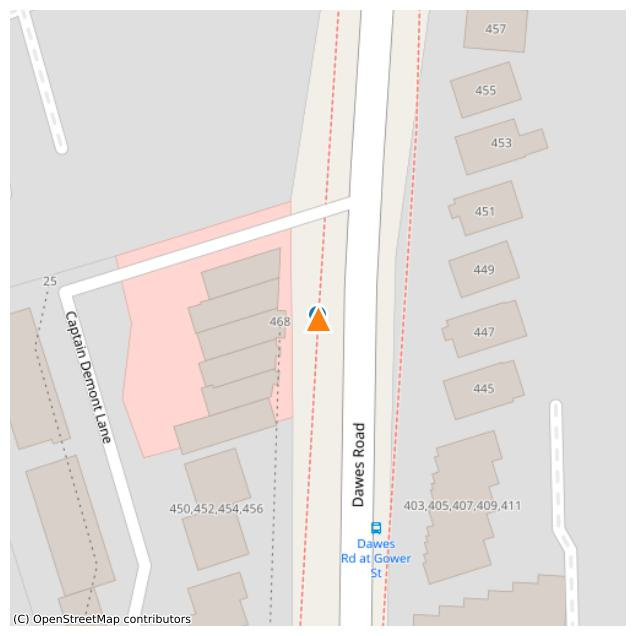 457
455
453
451
449
25
468
447
Captain Demont Lane
445
Dawes Road
450,452,454,456
403,405,407,409,411
Dawes
Rd at Gower
St
(C) OpenStreetMap contributors